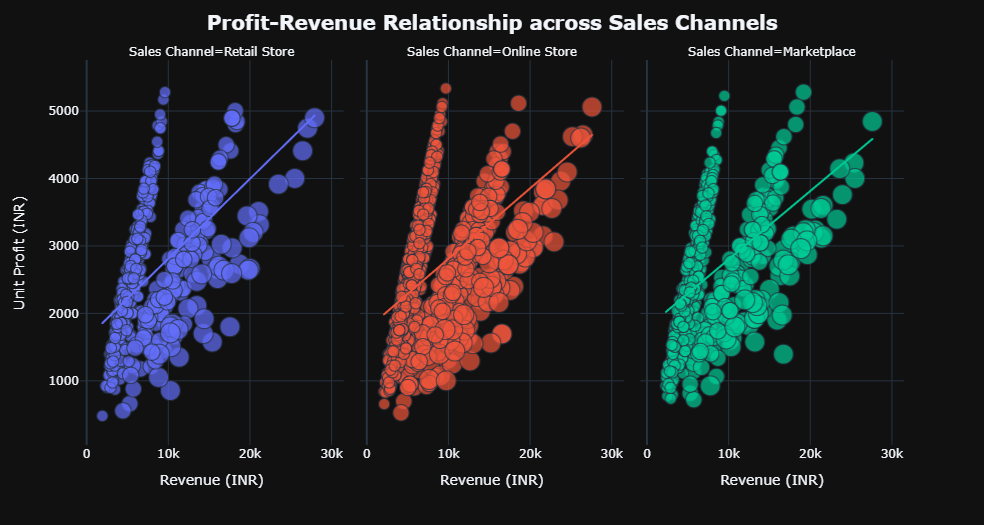 Profit-Revenue Relationship across Sales Channels
Sales Channel=Retail Store
Sales Channel=Online Store
Sales Channel=Marketplace
Unit Profit (INR)
5000
4000
3000
2000
1000
0 10k 20k 30k
0 10k 20k 30k
0 10k 20k 30k
Revenue (INR)
Revenue (INR)
Revenue (INR)